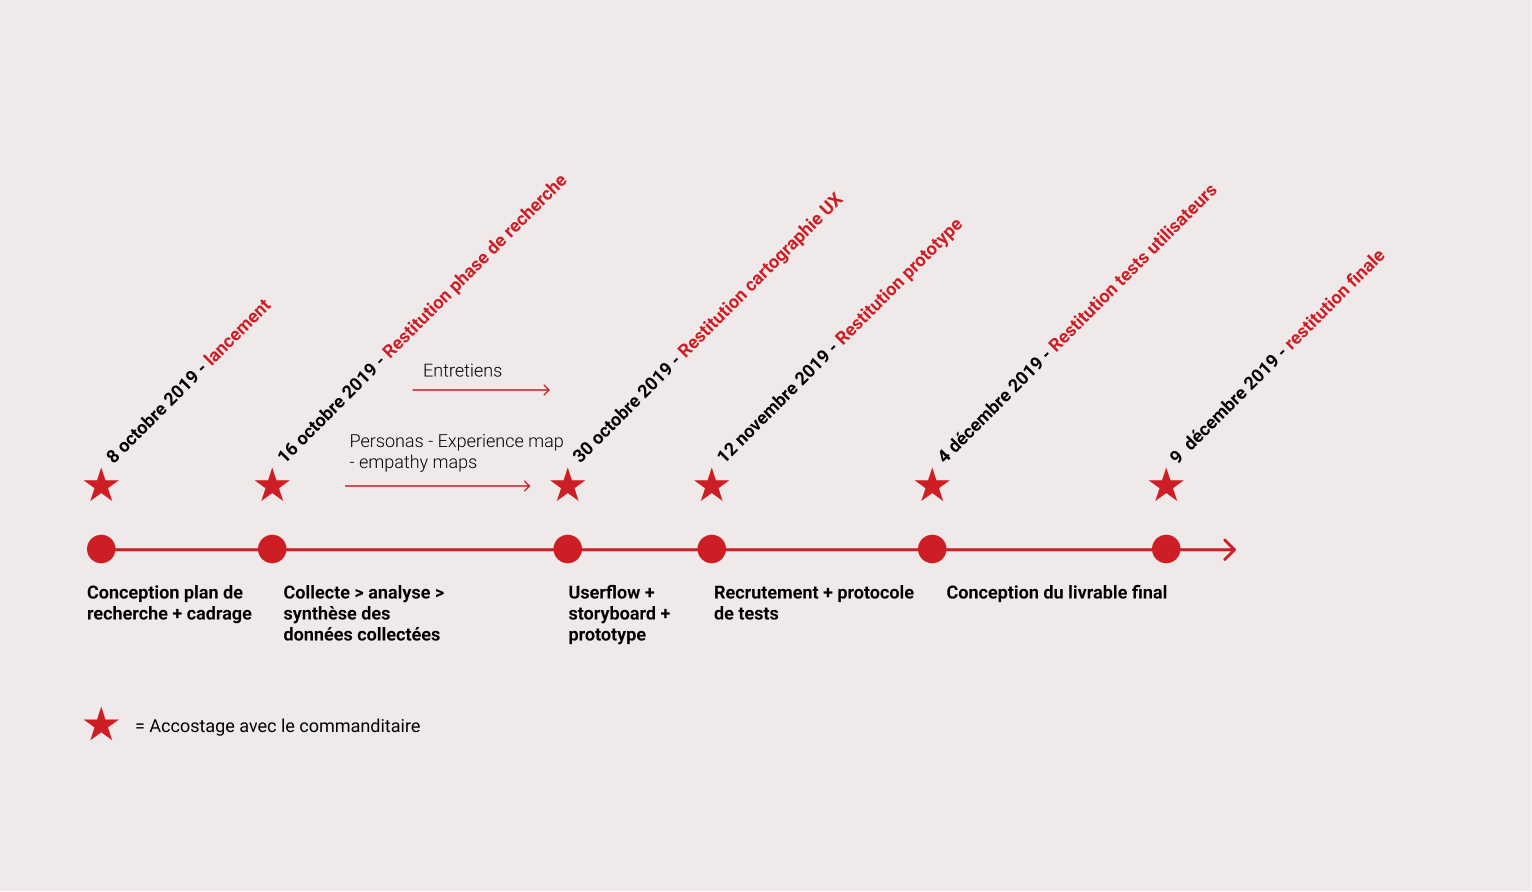 8 octobre 2019 - lancement
16 octobre 2019 - Restitution phase de recherche
30 octobre 2019 - Restitution cartographie UX
12 novembre 2019 - Restitution prototype
4 décembre 2019 - Restitution tests utilisateurs
9 décembre 2019 - restitution finale
Entretiens
Personas - Experience map
- empathy maps
Conception plan de
recherche + cadrage
Collecte > analyse >
synthèse des
données collectées
Userflow +
storyboard +
prototype
Recrutement + protocole
de tests
Conception du livrable final
= Accostage avec le commanditaire